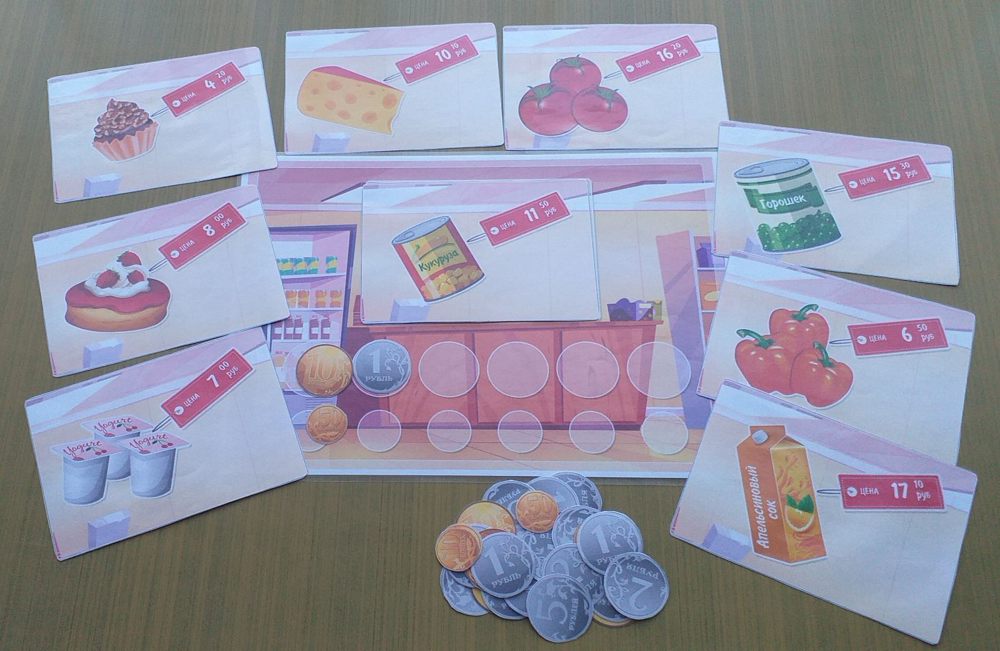 ЦЕНА 4 20 руб
ЦЕНА 10 10 руб
ЦЕНА 16 20 руб
ЦЕНА 15 30 руб
Горошек
ЦЕНА 11 50 руб
Кукуруза
ЦЕНА 8 00 руб
ЦЕНА 6 50 руб
ЦЕНА 7 00 руб
Yogurt
Yogurt
Yogurt
ЦЕНА 17 10 руб
Апельсиновый
сок
10
1
РУБЛЬ
50
50
10
1
РУБЛЬ
1
2
РУБЛЯ
5
РУБЛЕЙ